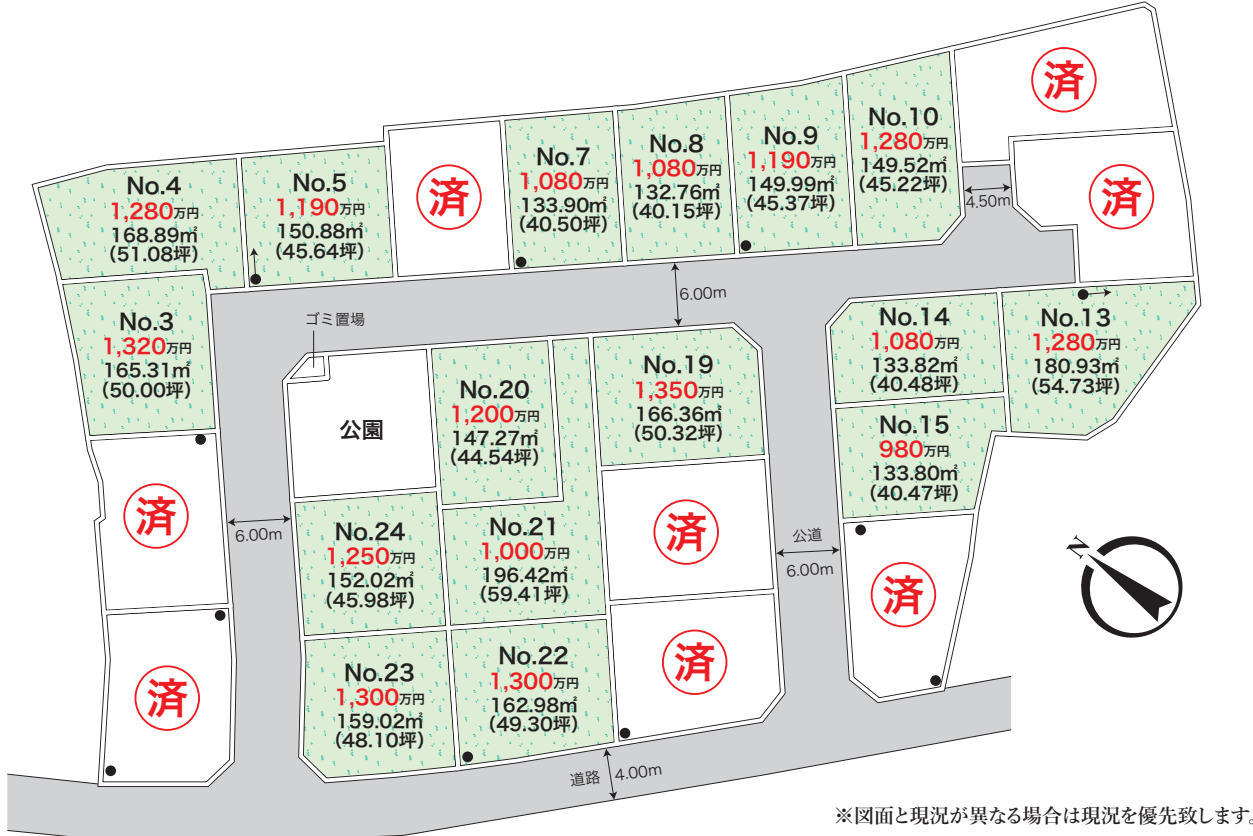 済
No.10
1,280万円
149.52㎡
(45.22坪)
No.9
1,190万円
149.99㎡
(45.37坪)
No.8
1,080万円
132.76㎡
(40.15坪)
No.7
1,080万円
133.90㎡
(40.50坪)
済
No.5
1,190万円
150.88㎡
(45.64坪)
No.4
1,280万円
168.89㎡
(51.08坪)
済
4.50m
6.00m
No.3
1,320万円
165.31㎡
(50.00坪)
ゴミ置場
公園
No.20
1,200万円
147.27㎡
(44.54坪)
No.19
1,350万円
166.36㎡
(50.32坪)
No.14
1,080万円
133.82㎡
(40.48坪)
No.13
1,280万円
180.93㎡
(54.73坪)
No.15
980万円
133.80㎡
(40.47坪)
済
6.00m
No.24
1,250万円
152.02㎡
(45.98坪)
No.21
1,000万円
196.42㎡
(59.41坪)
済
公道
6.00m
済
N
済
No.23
1,300万円
159.02㎡
(48.10坪)
No.22
1,300万円
162.98㎡
(49.30坪)
済
道路 4.00m
※図面と現況が異なる場合は現況を優先致します。